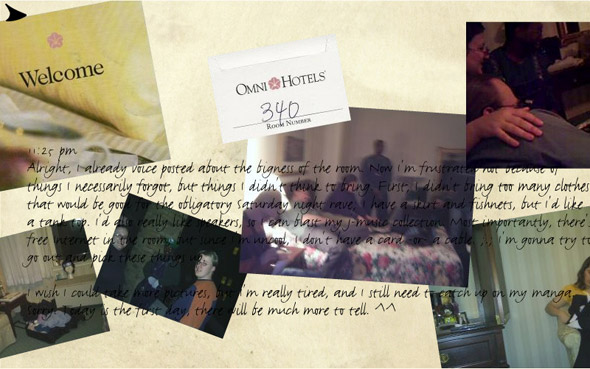 Welcome
OMNI HOTELS
340
ROOM NUMBER
11:25 pm
Alright, I already voice posted about the bigness of the room. Now i'm frustrated not because of
things I necessarily forgot, but things I didn't think to bring. First, I didn't bring too many clothes
that would be good for the obligatory Saturday night rave, I have a skirt and fishnets, but i'd like
a tank top. I'd also really like speakers, so I can blast my j-music collection. Most importantly, there'
free internet in the room, but since i'm uncool, I don't have a card -or- a cable. ;_; I'm gonna try to
go out and pick these things up.
I wish I could take more pictures, but i'm really tired, and I still need to catch up on my manga.
Sorry! Today is the first day, there will be much more to tell. ^^